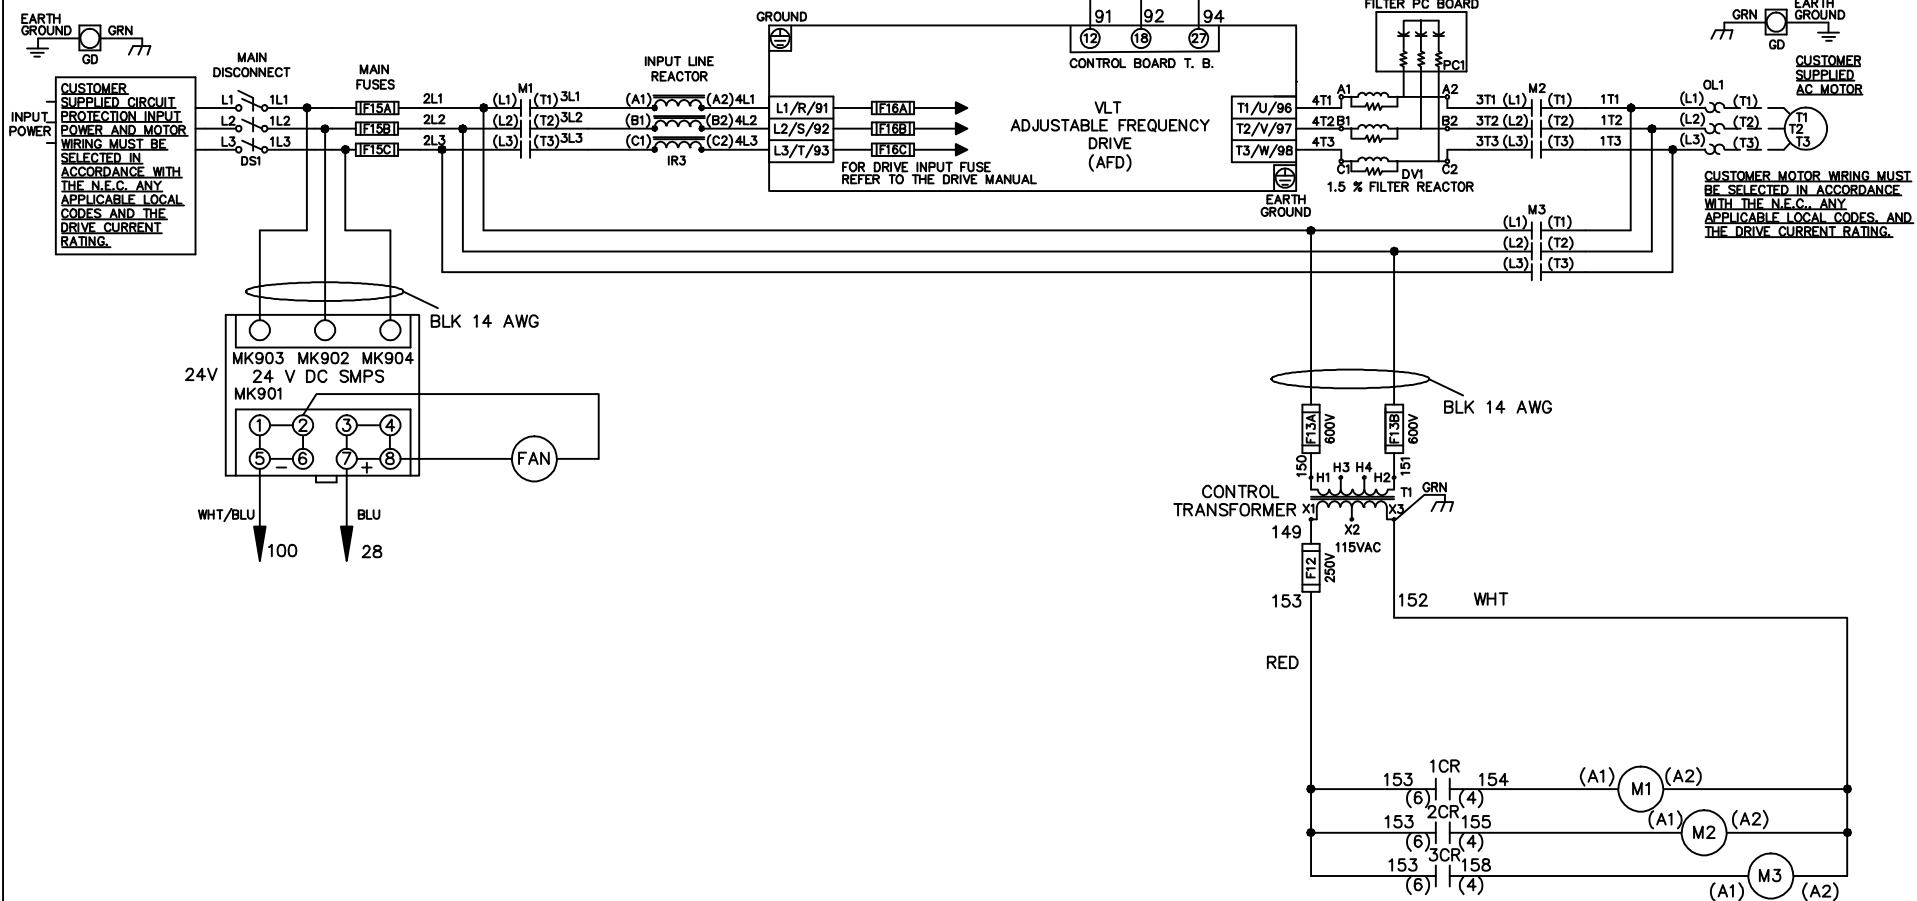 EARTH
GROUND
GRN
GD
CUSTOMER
SUPPLIED CIRCUIT
PROTECTION INPUT
POWER AND MOTOR
WIRING MUST BE
SELECTED IN
ACCORDANCE WITH
THE N.E.C. ANY
APPLICABLE LOCAL
CODES AND THE
DRIVE CURRENT
RATING.
INPUT
POWER
MAIN
DISCONNECT
L1 1L1
L2 1L2
L3 1L3
DS1
MAIN
FUSES
F15A
F15B
F15C
2L1
2L2
2L3
M1
(L1) (T1) 3L1
(L2) (T2) 3L2
(L3) (T3) 3L3
INPUT LINE
REACTOR
(A1) (A2) 4L1
(B1) (B2) 4L2
(C1) (C2) 4L3
IR3
GROUND
L1/R/91
L2/S/92
L3/T/93
F16A
F16B
F16C
FOR DRIVE INPUT FUSE
REFER TO THE DRIVE MANUAL
91 92 94
12 18 27
CONTROL BOARD T. B.
VLT
ADJUSTABLE FREQUENCY
DRIVE
(AFD)
T1/U/96
T2/V/97
T3/W/98
EARTH
GROUND
FILTER PC BOARD
PC1
4T1 A1 A2
4T2 B1 B2
4T3 C1 C2
DV1
1.5 % FILTER REACTOR
M2
3T1 (L1) (T1) 1T1
3T2 (L2) (T2) 1T2
3T3 (L3) (T3) 1T3
OL1
(L1) (T1)
(L2) (T2)
(L3) (T3)
T1
T2
T3
GRN
EARTH
GROUND
GD
CUSTOMER
SUPPLIED
AC MOTOR
CUSTOMER MOTOR WIRING MUST
BE SELECTED IN ACCORDANCE
WITH THE N.E.C., ANY
APPLICABLE LOCAL CODES, AND
THE DRIVE CURRENT RATING.
M3
(L1) (T1)
(L2) (T2)
(L3) (T3)
BLK 14 AWG
MK903 MK902 MK904
24V
24 V DC SMPS
MK901
1 2 3 4
5 - 6 7 + 8
FAN
WHT/BLU
BLU
100
28
BLK 14 AWG
F13A
600V
F13B
600V
150
151
H1 H3 H4 H2
T1
GRN
CONTROL
TRANSFORMER
X1 X2 X3
149
115VAC
F12
250V
153
152
WHT
RED
1CR
153 154
(6) (4)
(A1) M1 (A2)
2CR
153 155
(6) (4)
(A1) M2 (A2)
3CR
153 158
(6) (4)
(A1) M3 (A2)